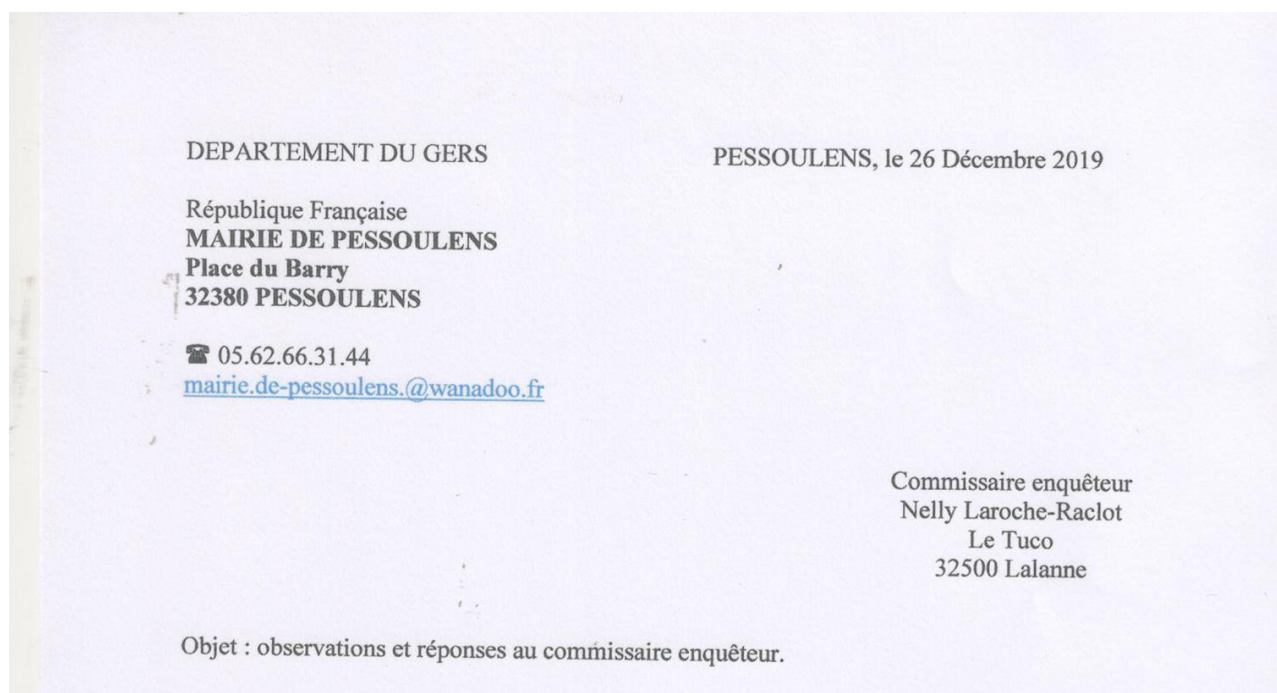 DEPARTEMENT DU GERS
PESSOULENS, le 26 Décembre 2019
République Française
MAIRIE DE PESSOULENS
Place du Barry
32380 PESSOULENS
☎ 05.62.66.31.44
mairie.de-pessoulens.@wanadoo.fr
Commissaire enquêteur
Nelly Laroche-Raclot
Le Tuco
32500 Lalanne
Objet : observations et réponses au commissaire enquêteur.